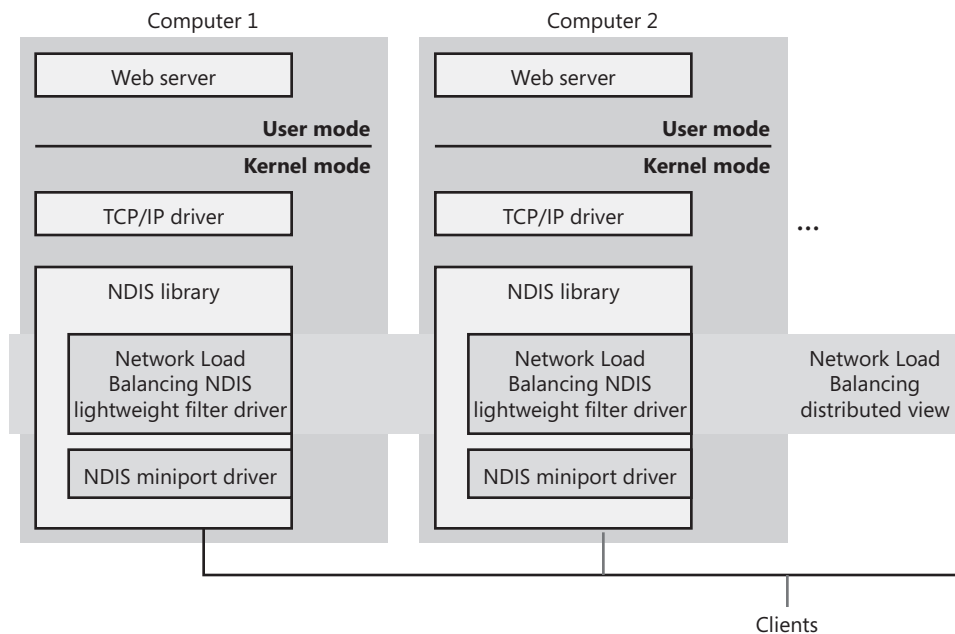 Computer 1
Web server
User mode
Kernel mode
TCP/IP driver
NDIS library
Network Load
Balancing NDIS
lightweight filter driver
NDIS miniport driver
Computer 2
Web server
User mode
Kernel mode
TCP/IP driver
NDIS library
Network Load
Balancing NDIS
lightweight filter driver
NDIS miniport driver
...
Network Load
Balancing
distributed view
Clients